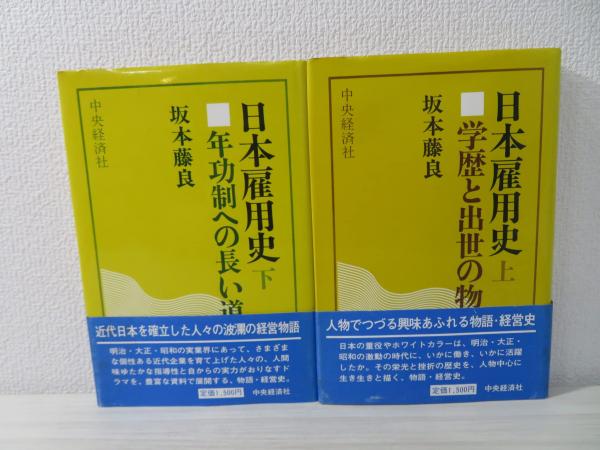 日本雇用史 下
年功制への長い道
坂本藤良
中央経済社
近代日本を確立した人々の波瀾の経営物語
明治・大正・昭和の実業界にあって、さまざま
な個性ある近代企業を育て上げた人々の、人間
味ゆたかな指導性と自からの実力がおりなすド
ラマを、豊富な資料で展開する、物語・経営史。
定価1,500円 中央経済社
日本雇用史 上
学歴と出世の物
坂本藤良
中央経済社
人物でつづる興味あふれる物語・経営史
日本の重役やホワイトカラーは、明治・大正・
昭和の激動の時代に、いかに働き、いかに活躍
したか。その栄光と挫折の歴史を、人物中心に
生き生きと描く、物語・経営史。
定価1,500円 中央経済社